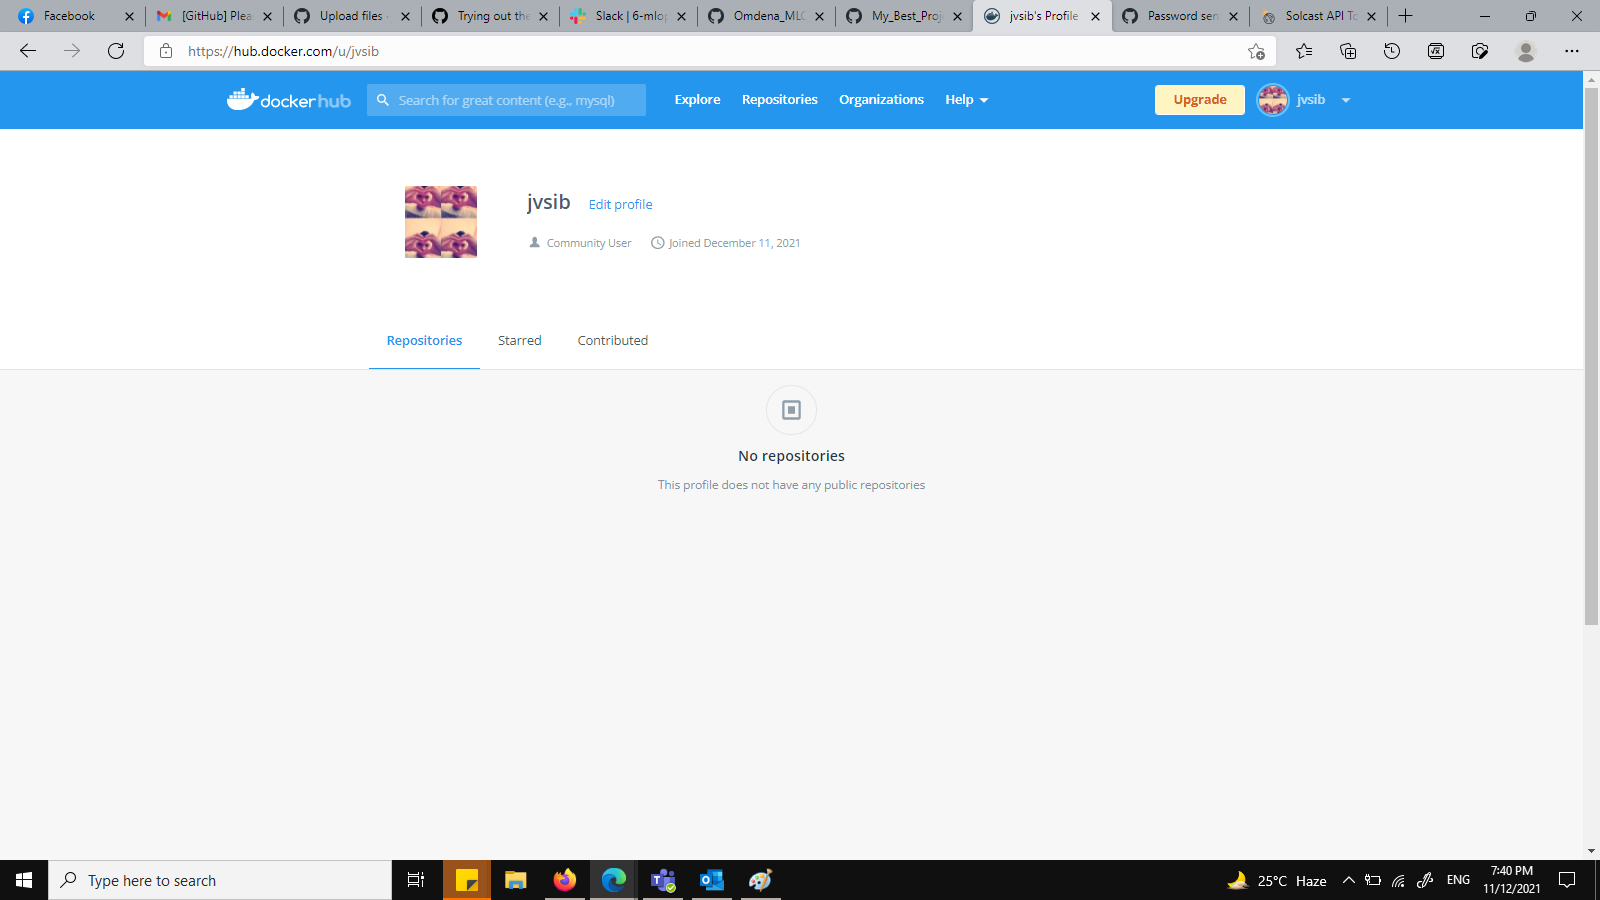 Facebook
[GitHub] Plea
Upload files
Trying out the
Slack | 6-mlop
Omdena_MLO
My_Best_Proj
jvsib's Profile
Password sen
Solcast API To
https://hub.docker.com/u/jvsib
docker hub
Search for great content (e.g., mysql)
Explore
Repositories
Organizations
Help
Upgrade
jvsib
jvsib
Edit profile
Community User
Joined December 11, 2021
Repositories
Starred
Contributed
No repositories
This profile does not have any public repositories
Type here to search
25°C Haze
ENG
7:40 PM
11/12/2021